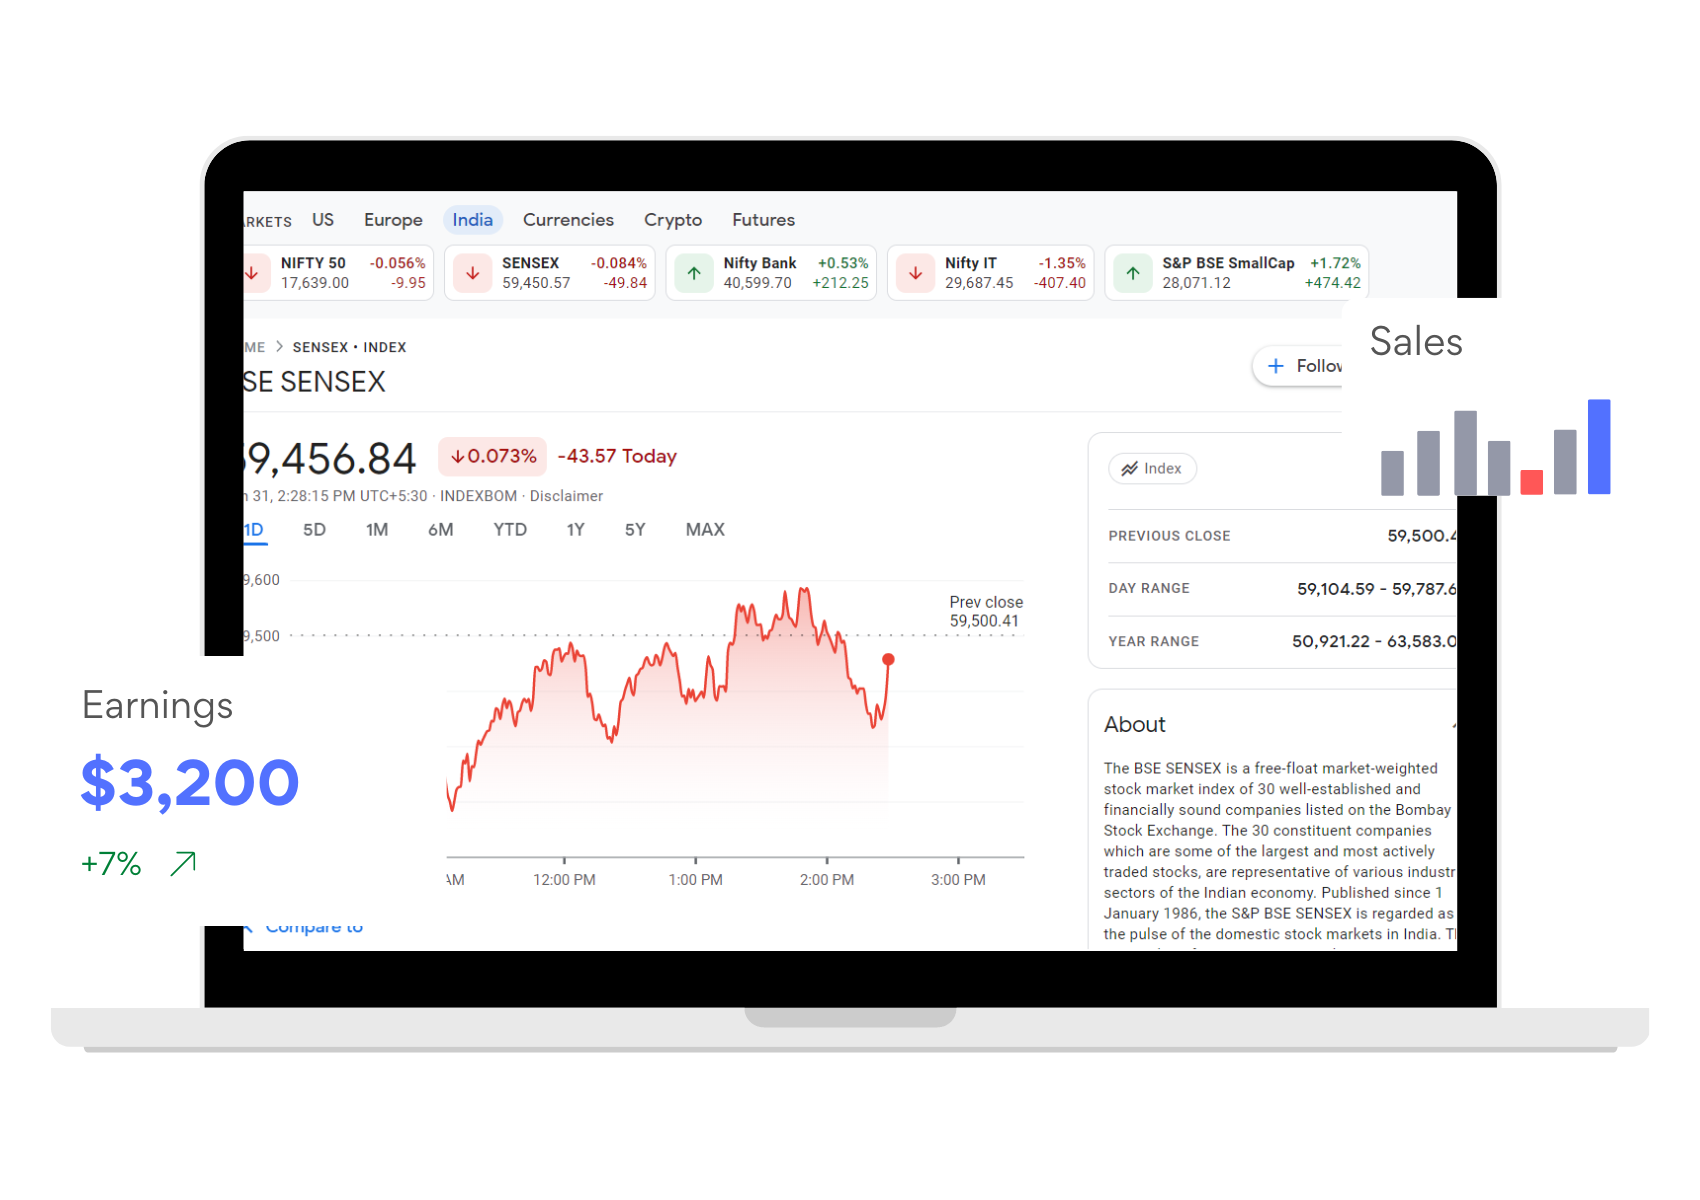 US Europe India Currencies Crypto Futures
NIFTY 50 -0.056%
17,639.00 -9.95
SENSEX -0.084%
59,450.57 -49.84
Nifty Bank +0.53%
40,599.70 +212.25
Nifty IT -1.35%
29,687.45 -407.40
S&P BSE SmallCap +1.72%
28,071.12 +474.42
SENSEX • INDEX
SENSEX
9,456.84 0.073% -43.57 Today
31, 2:28:15 PM UTC+5:30 · INDEXBOM · Disclaimer
1D 5D 1M 6M YTD 1Y 5Y MAX
9,600
9,500
Prev close
59,500.41
AM 12:00 PM 1:00 PM 2:00 PM 3:00 PM
Compare to
Follow
Index
PREVIOUS CLOSE 59,500.4
DAY RANGE 59,104.59 - 59,787.6
YEAR RANGE 50,921.22 - 63,583.0
About
The BSE SENSEX is a free-float market-weighted
stock market index of 30 well-established and
financially sound companies listed on the Bombay
Stock Exchange. The 30 constituent companies
which are some of the largest and most actively
traded stocks, are representative of various industr
sectors of the Indian economy. Published since 1
January 1986, the S&P BSE SENSEX is regarded as
the pulse of the domestic stock markets in India.
Sales
Earnings
$3,200
+7%